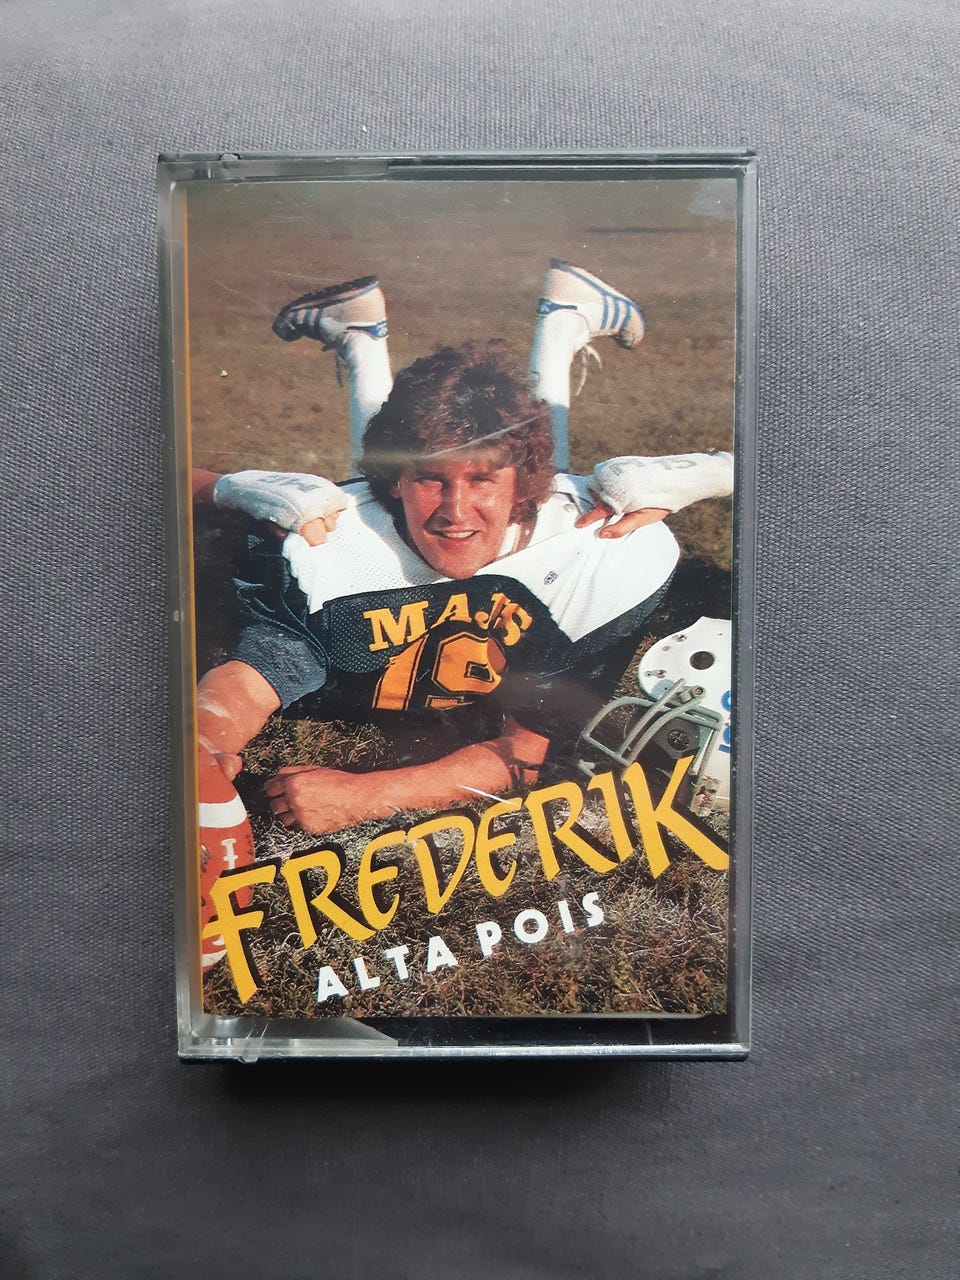 MAJS
19
FREDERIK
ALTA POIS